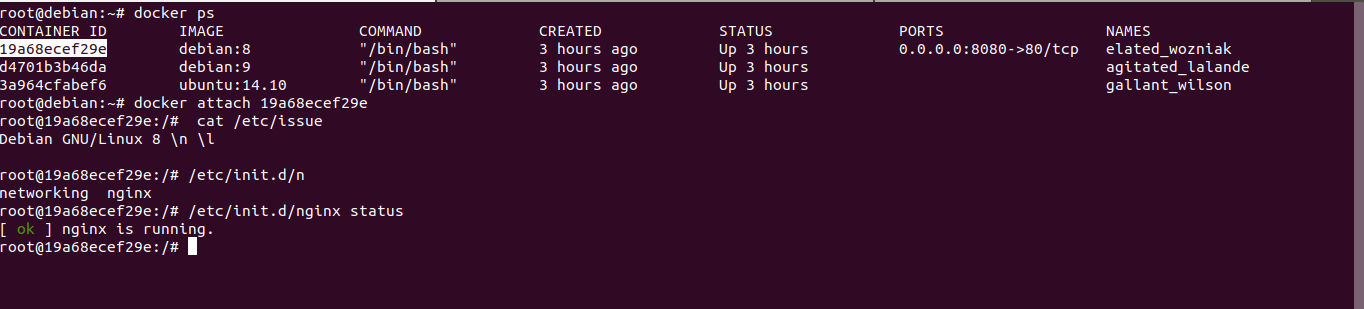 root@debian:~# docker ps
CONTAINER ID        IMAGE               COMMAND             CREATED             STATUS              PORTS                  NAMES
19a68ecef29e        debian:8            "/bin/bash"         3 hours ago         Up 3 hours          0.0.0.0:8080->80/tcp   elated_wozniak
d4701b3b46da        debian:9            "/bin/bash"         3 hours ago         Up 3 hours                                 agitated_lalande
3a964cfabef6        ubuntu:14.10        "/bin/bash"         3 hours ago         Up 3 hours                                 gallant_wilson
root@debian:~# docker attach 19a68ecef29e
root@19a68ecef29e:/#  cat /etc/issue
Debian GNU/Linux 8 \n \l
root@19a68ecef29e:/# /etc/init.d/n
networking  nginx
root@19a68ecef29e:/# /etc/init.d/nginx status
[ ok ] nginx is running.
root@19a68ecef29e:/#